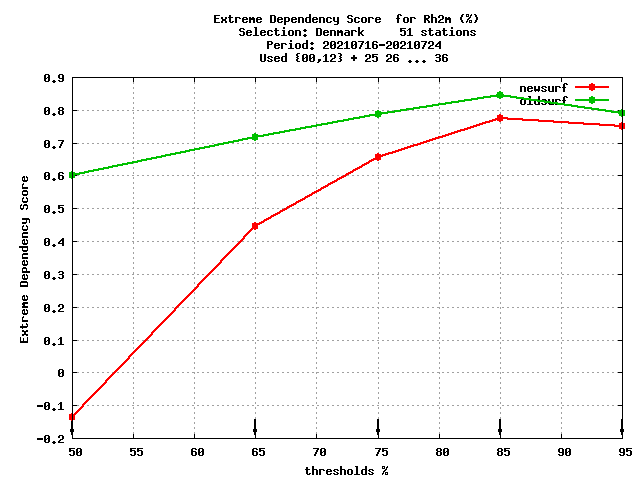 Extreme Dependency Score  for Rh2m (%)
Selection: Denmark     51 stations
Period: 20210716-20210724
Used {00,12} + 25 26 ... 36
newsurf
oldsurf
0.9
0.8
0.7
0.6
0.5
0.4
0.3
0.2
0.1
0
-0.1
-0.2
Extreme Dependency Score
50 55 60 65 70 75 80 85 90 95
thresholds %